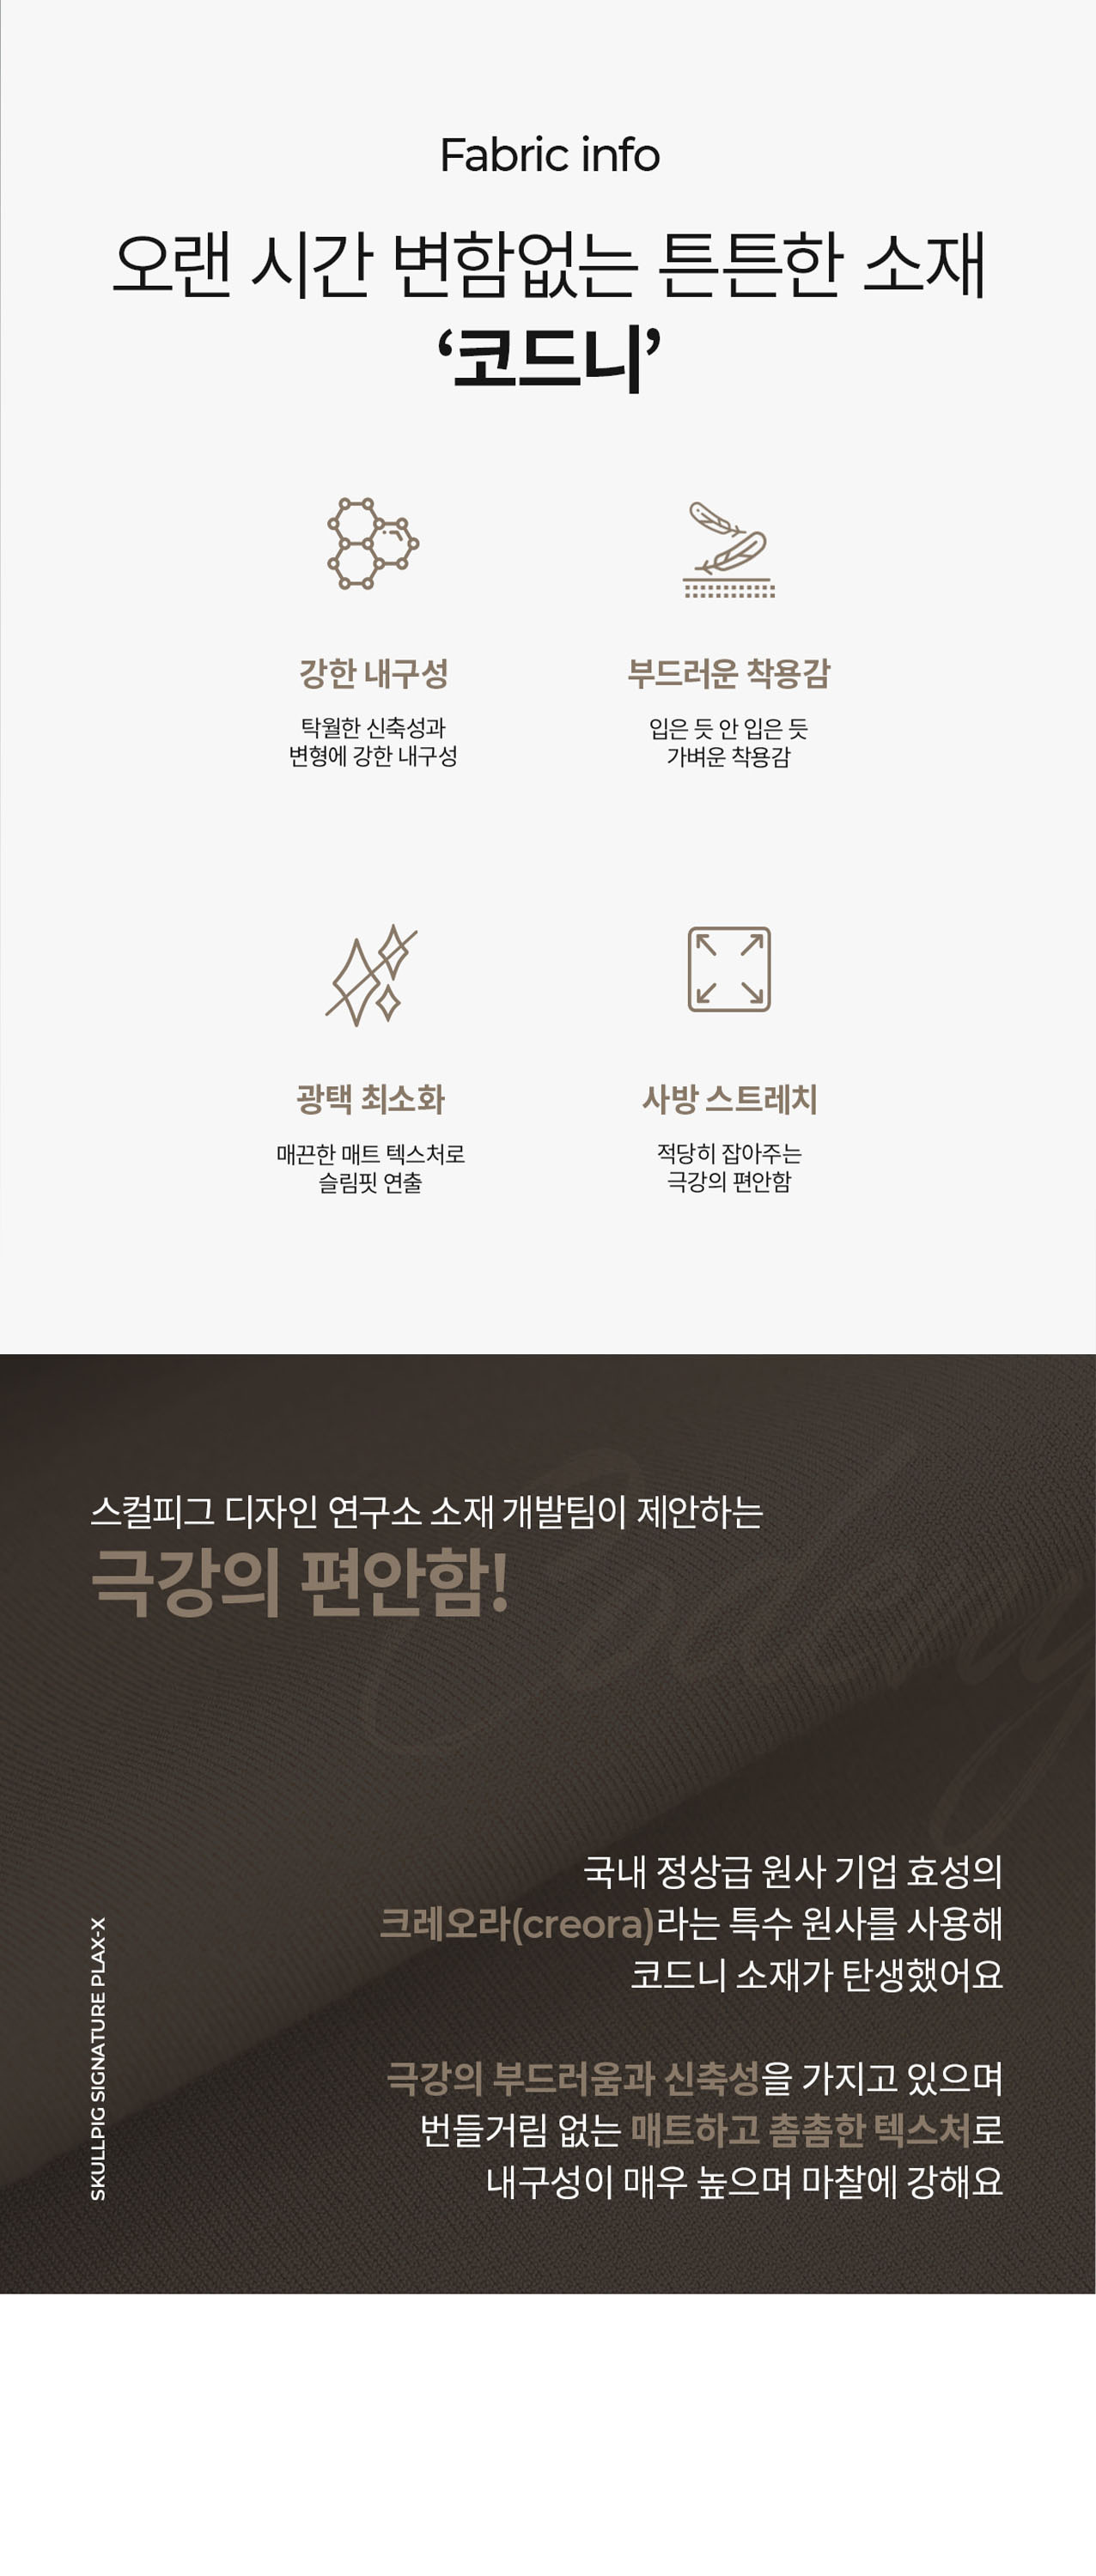 Fabric info
오랜 시간 변함없는 튼튼한 소재
‘코드니’
강한 내구성
탁월한 신축성과
변형에 강한 내구성
부드러운 착용감
입은 듯 안 입은 듯
가벼운 착용감
광택 최소화
매끈한 매트 텍스처로
슬림핏 연출
사방 스트레치
적당히 잡아주는
극강의 편안함
스컬피그 디자인 연구소 소재 개발팀이 제안하는
극강의 편안함!
국내 정상급 원사 기업 효성의
크레오라(creora)라는 특수 원사를 사용해
코드니 소재가 탄생했어요
극강의 부드러움과 신축성을 가지고 있으며
번들거림 없는 매트하고 촘촘한 텍스처로
내구성이 매우 높으며 마찰에 강해요
SKULLPIG SIGNATURE PLAX-X